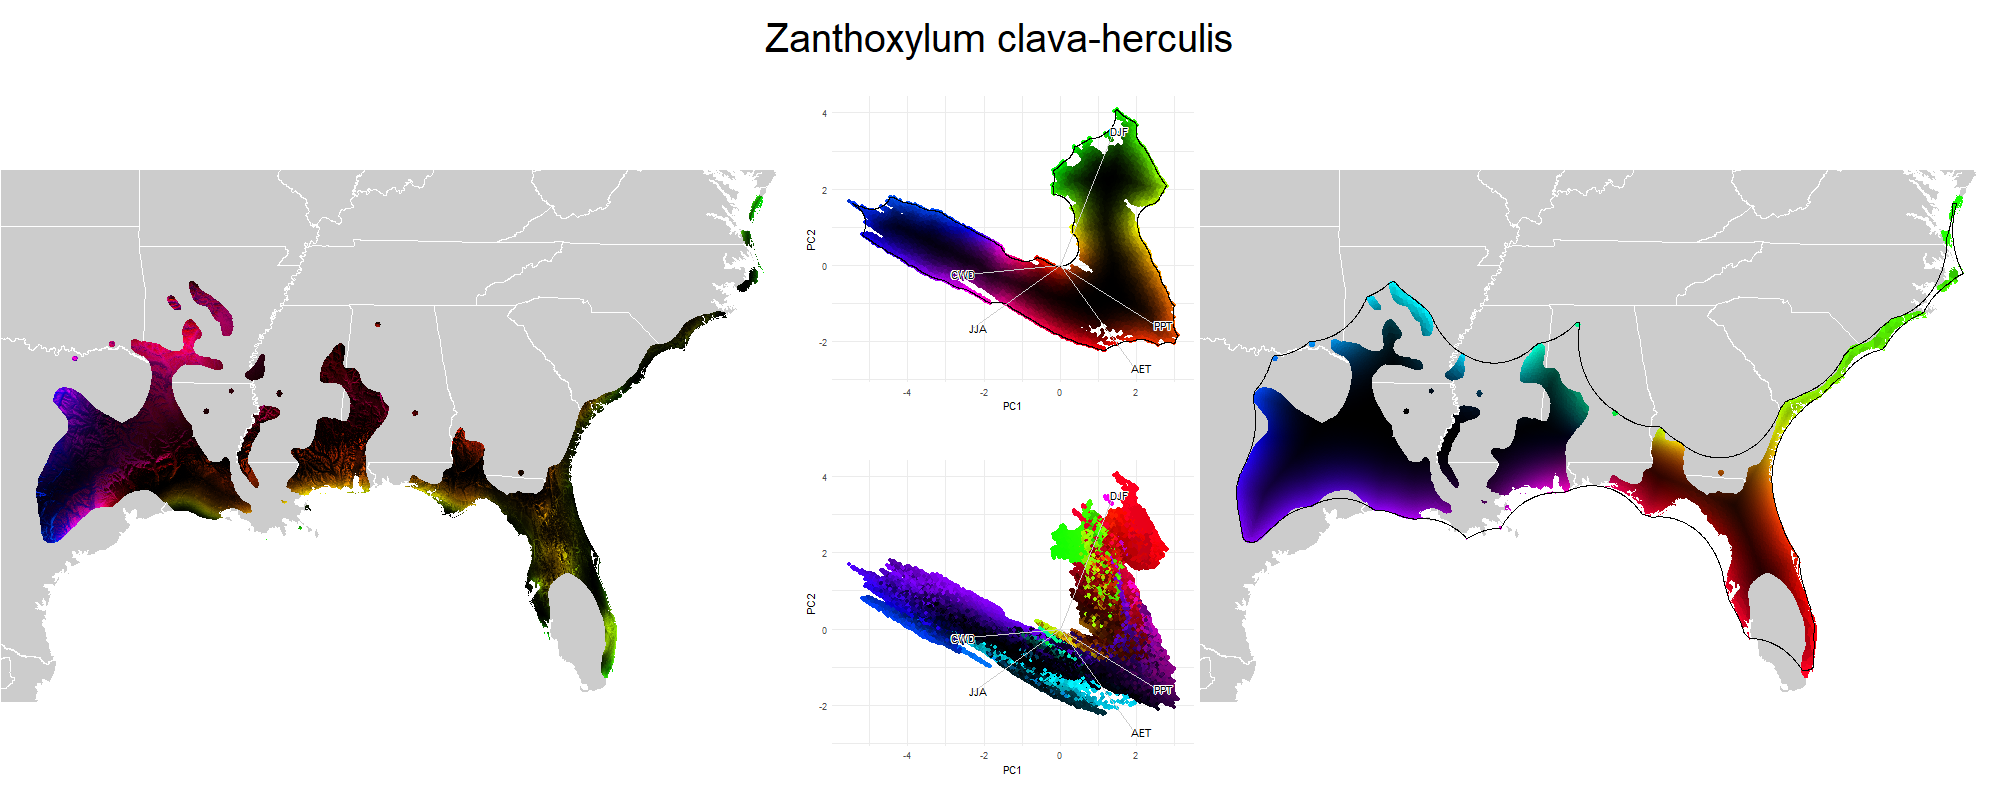 Zanthoxylum clava-herculis
4
2
0
-2
PC2
DJF
CWD
JJA
PPT
AET
-4
-2
0
2
PC1
4
2
0
-2
PC2
DJF
CWD
JJA
PPT
AET
-4
-2
0
2
PC1